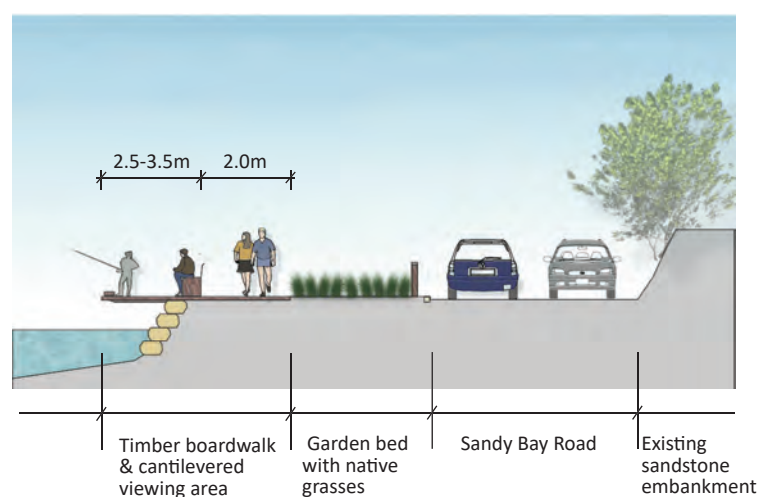 2.5-3.5m
2.0m
Timber boardwalk
& cantilevered
viewing area
Garden bed
with native
grasses
Sandy Bay Road
Existing
sandstone
embankment